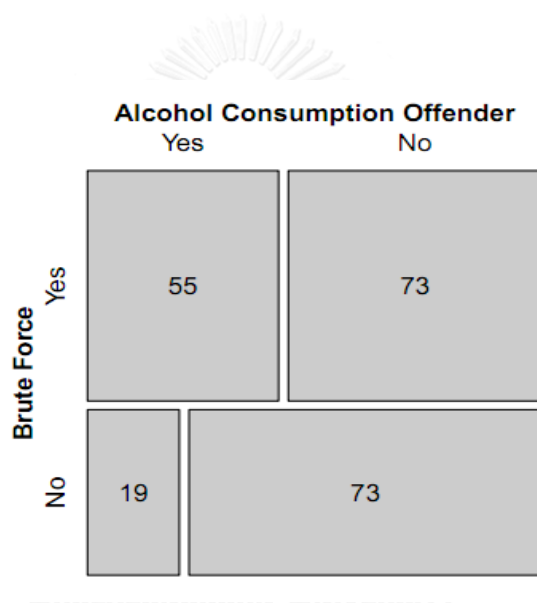 Alcohol Consumption Offender
Yes No
Brute Force
Yes
55 73
No
19 73